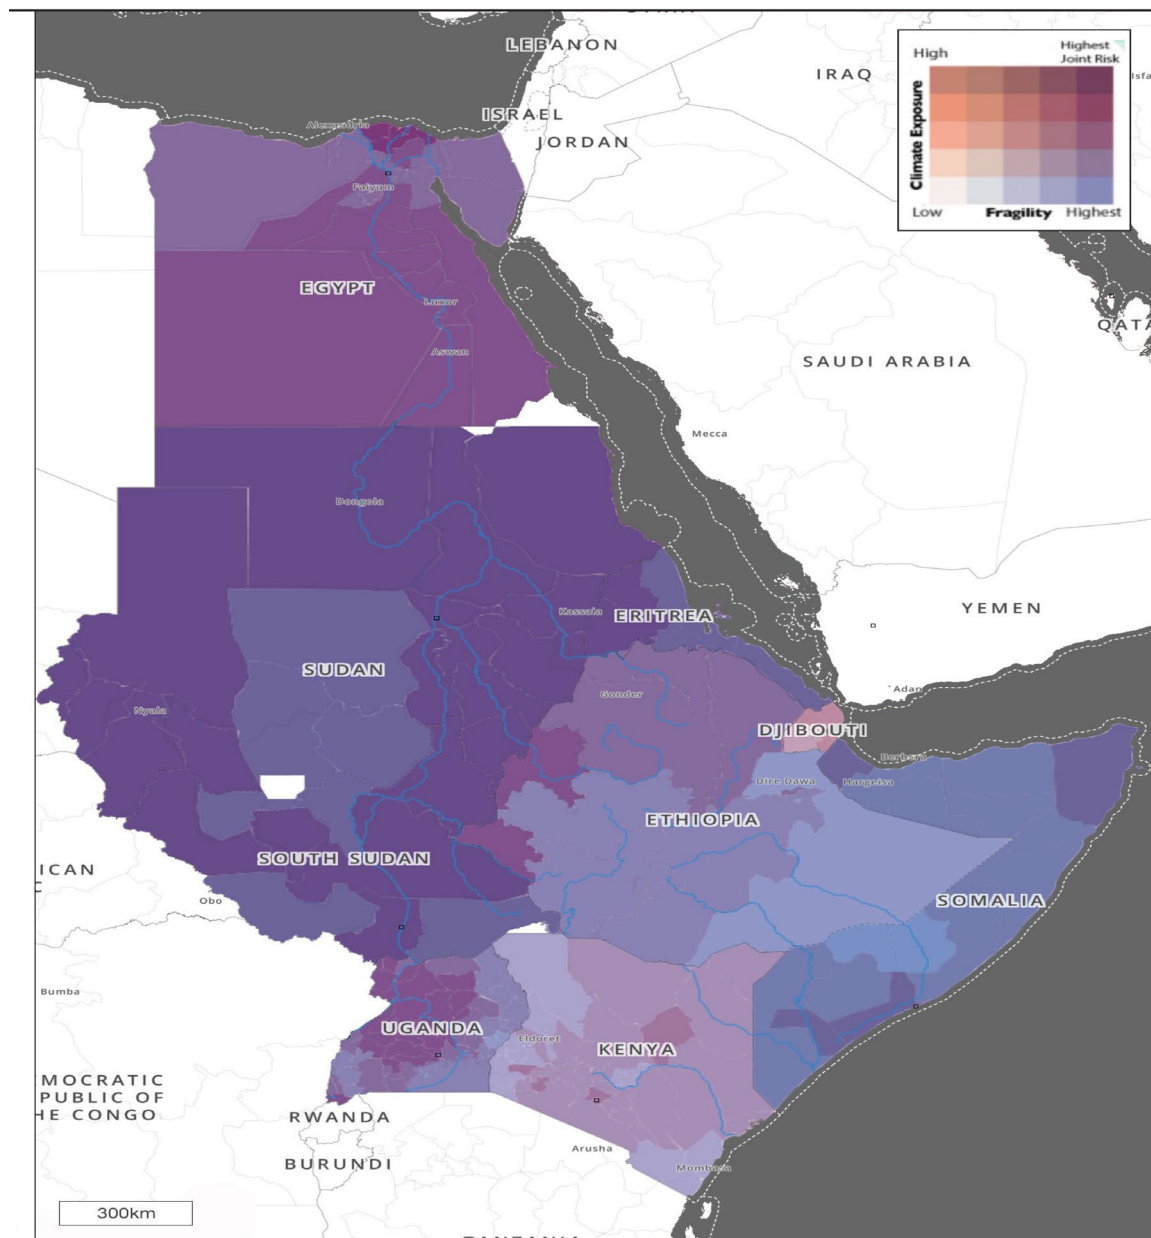 LEBANON
High
Highest
Joint Risk
IRAQ
Isfa
ISRAEL
Alexandria
JORDAN
Climate Exposure
Faiyum
Low
Fragility
Highest
EGYPT
Luxor
QATA
Aswan
SAUDI ARABIA
Mecca
Dongola
Kassala
ERITREA
YEMEN
SUDAN
Gonder
Adan
Nyala
DJIBOUTI
Berbera
Dire Dawa
Hargeisa
ETHIOPIA
SOUTH SUDAN
ICAN
Obo
SOMALIA
Bumba
UGANDA
Eldoret
KENYA
MOCRATIC
PUBLIC OF
HE CONGO
RWANDA
Arusha
BURUNDI
Mombasa
300km